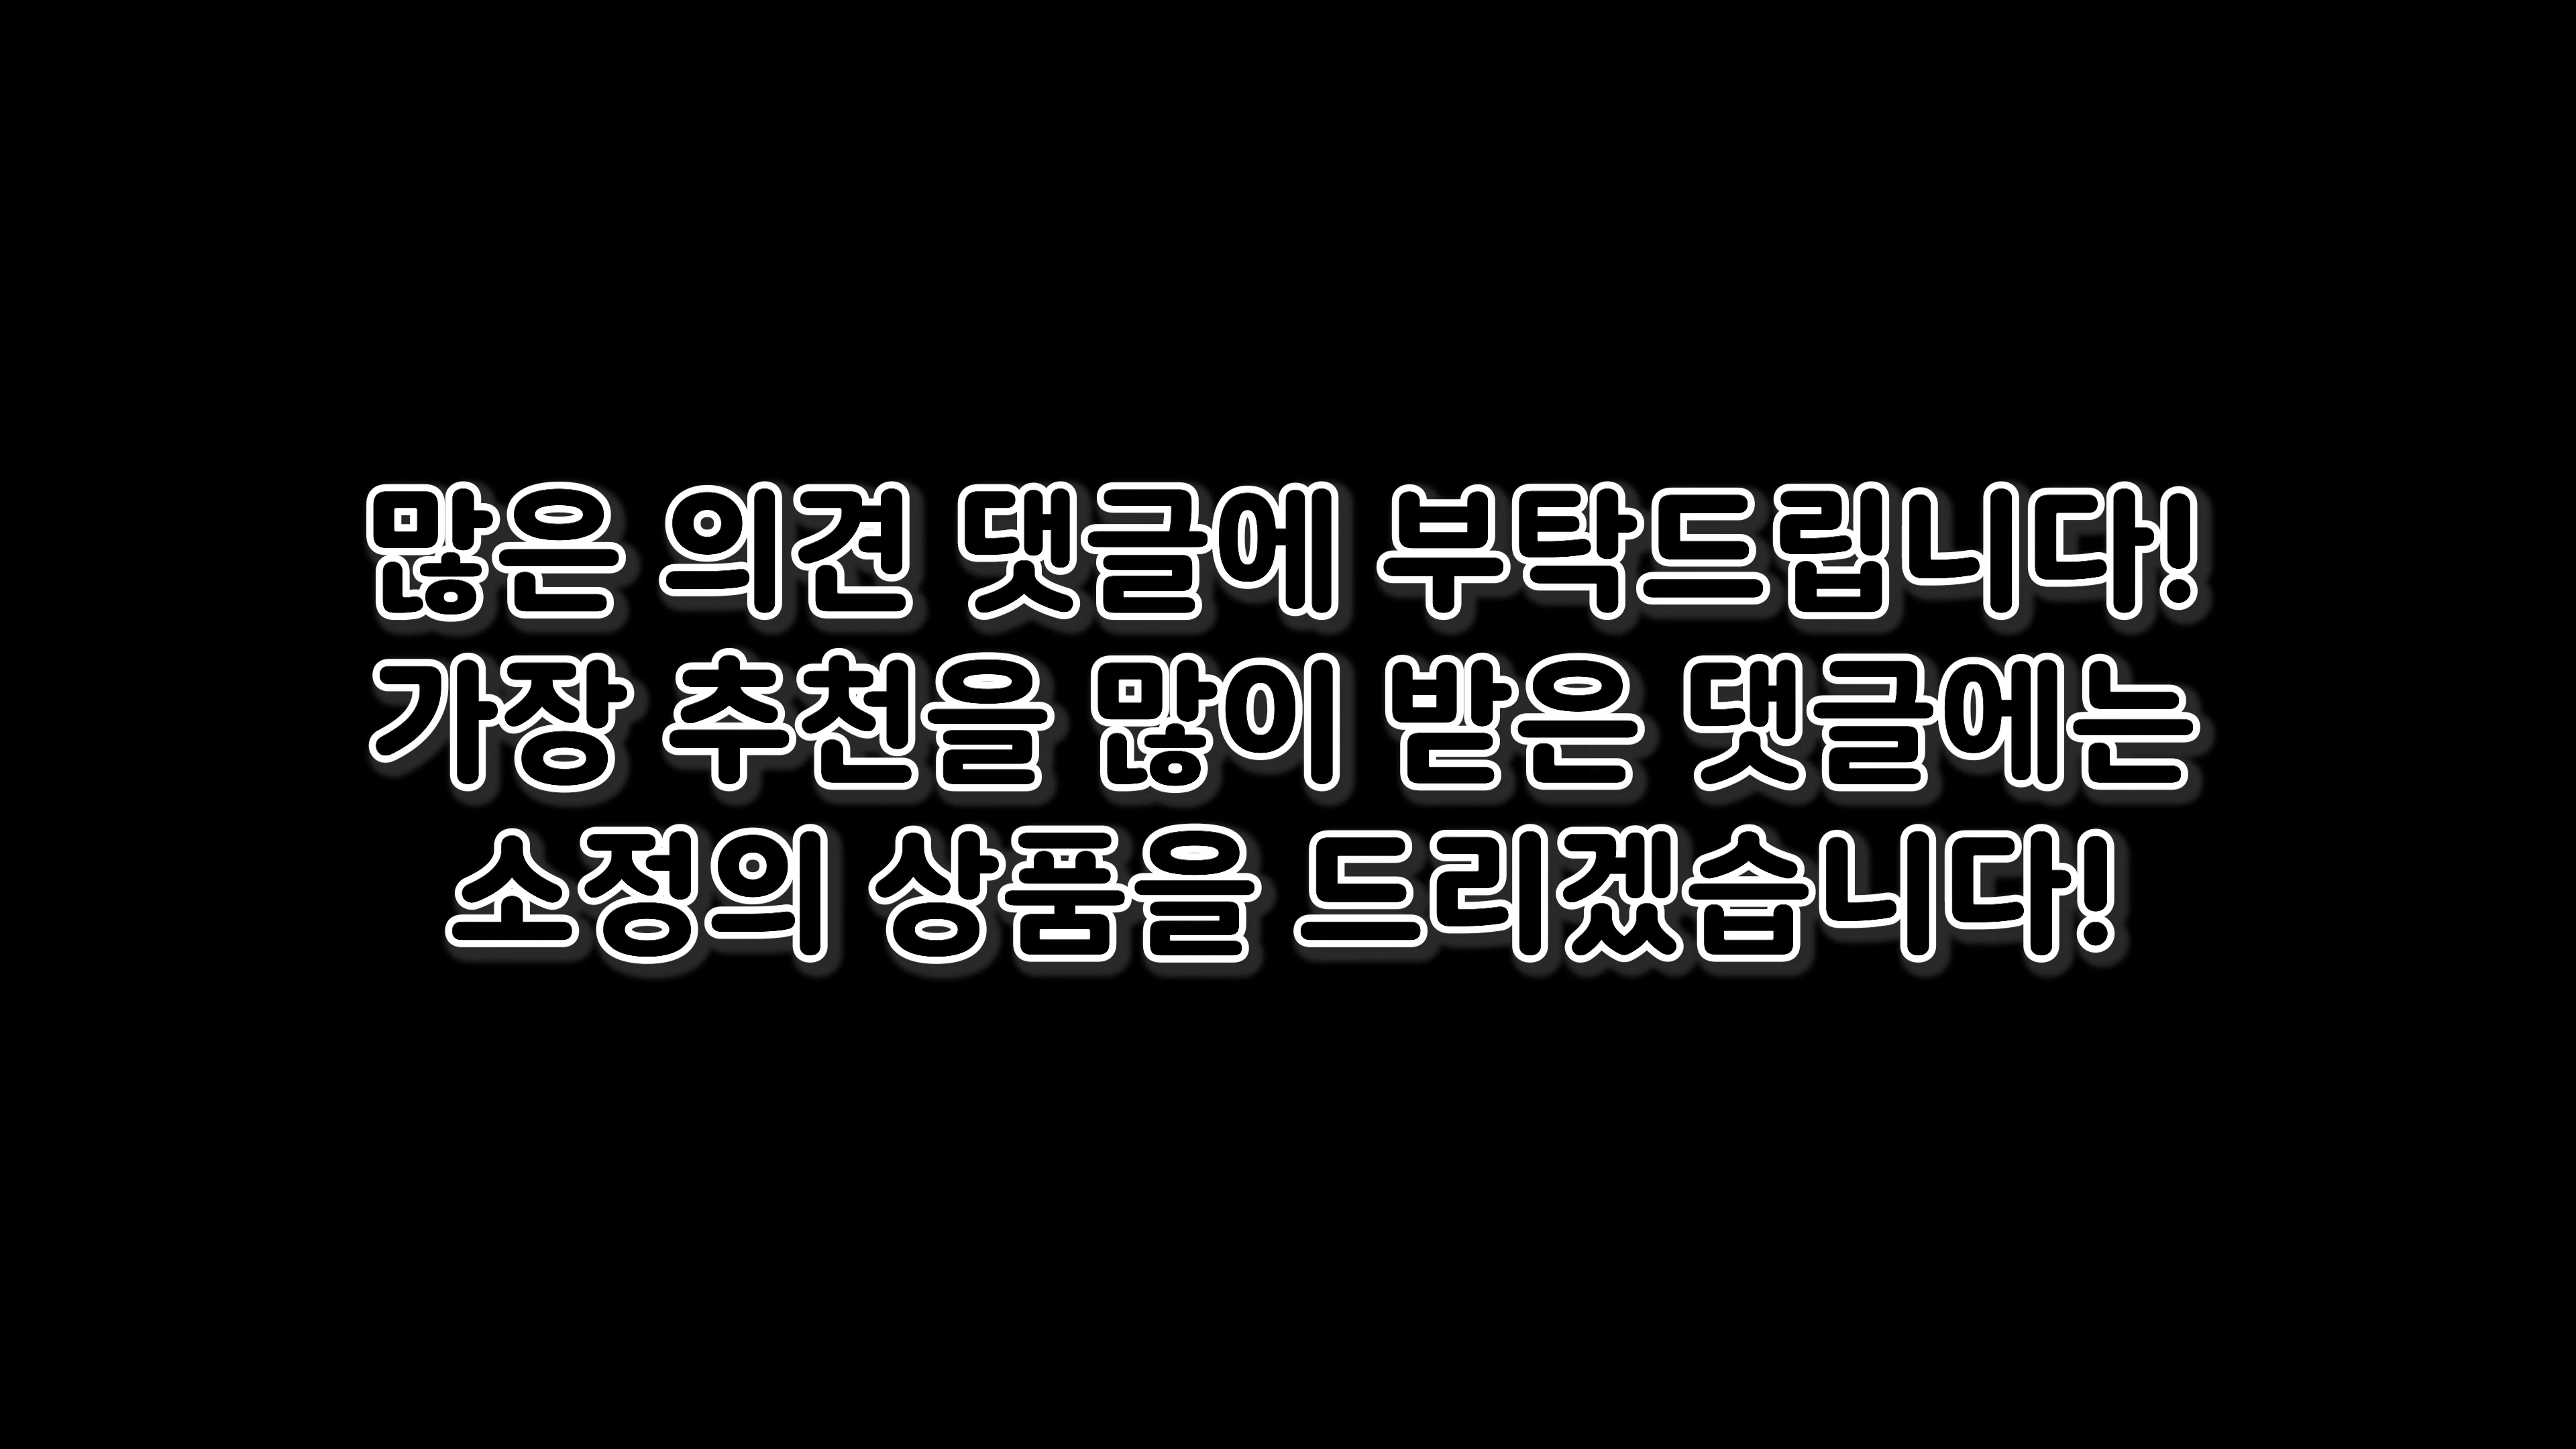 많은 의견 댓글에 부탁드립니다!
가장 추천을 많이 받은 댓글에는
소정의 상품을 드리겠습니다!